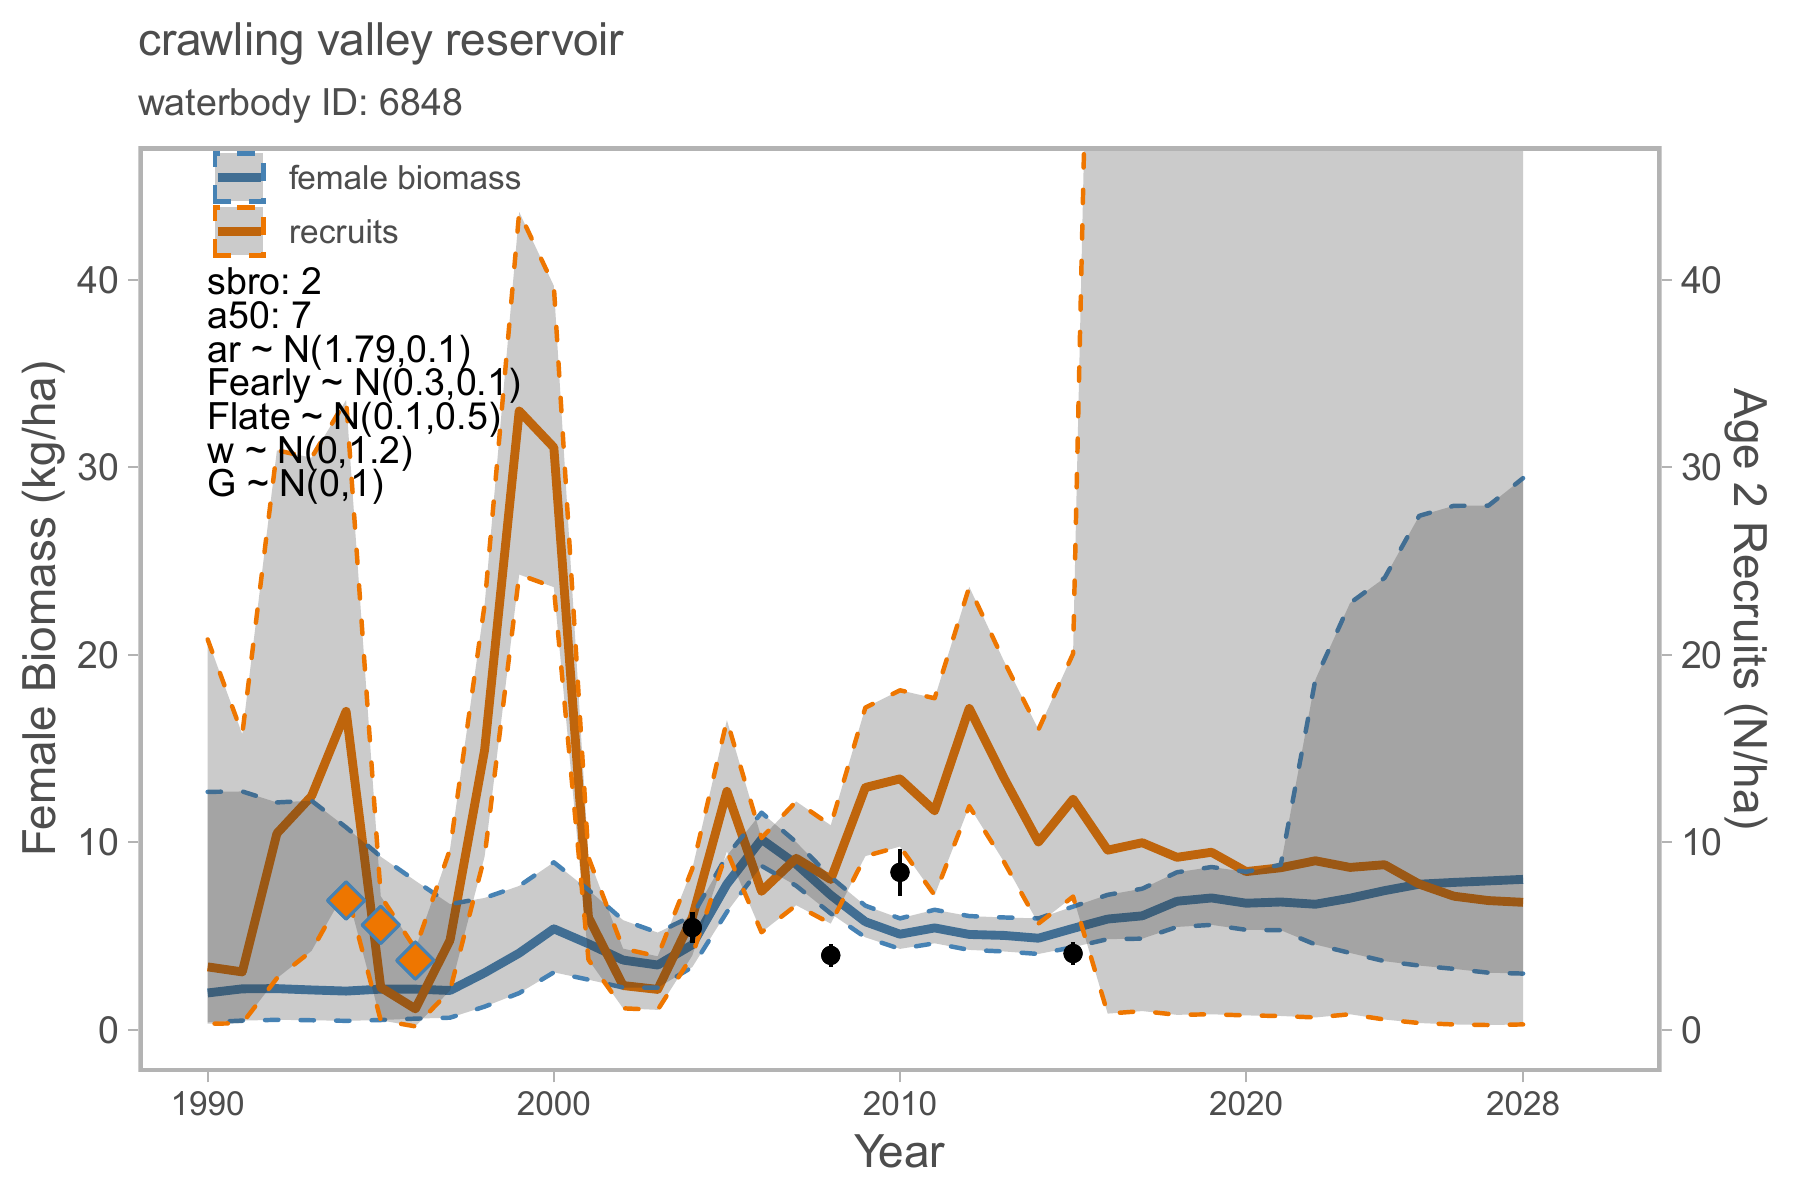 crawling valley reservoir
waterbody ID: 6848
female biomass
recruits
sbro: 2
a50: 7
ar ~ N(1.79,0.1)
Fearly ~ N(0.3,0.1)
Flate ~ N(0.1,0.5)
w ~ N(0,1.2)
G ~ N(0,1)
Female Biomass (kg/ha)
40
30
20
10
0
40
30
20
10
0
Age 2 Recruits (N/ha)
1990 2000 2010 2020 2028
Year